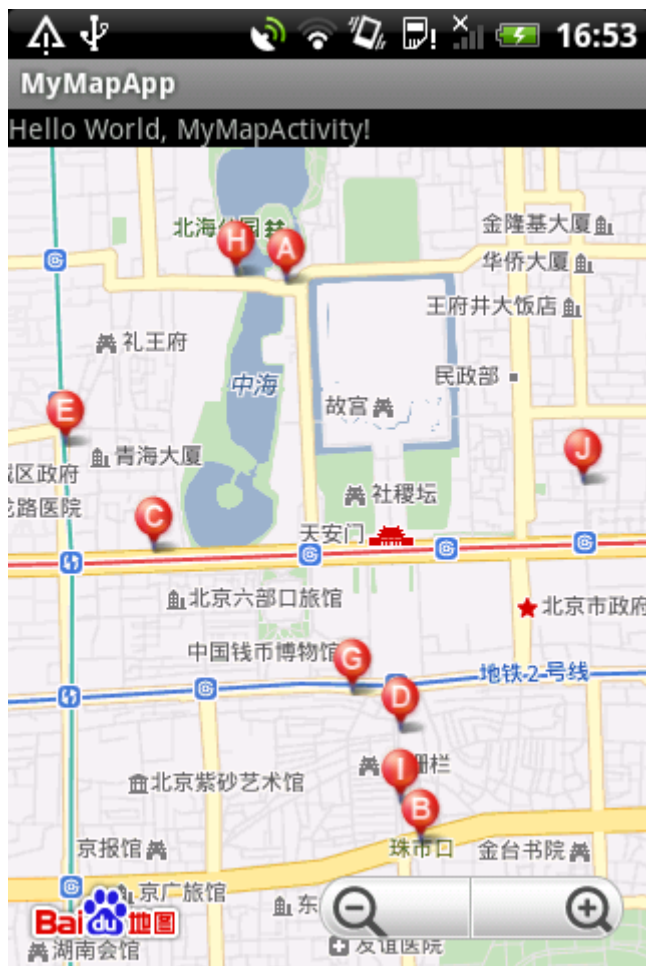 16:53
MyMapApp
Hello World, MyMapActivity!
北海公园
金隆基大厦
H
A
华侨大厦
王府井大饭店
礼王府
中海
民政部
故宫
E
青海大厦
J
区政府
路医院
社稷坛
C
天安门
北京六部口旅馆
北京市政府
中国钱币博物馆
G
地铁2号线
D
栅栏
I
北京紫砂艺术馆
B
京报馆
珠市口
金台书院
京广旅馆
东
Bai du 地图
湖南会馆
友谊医院